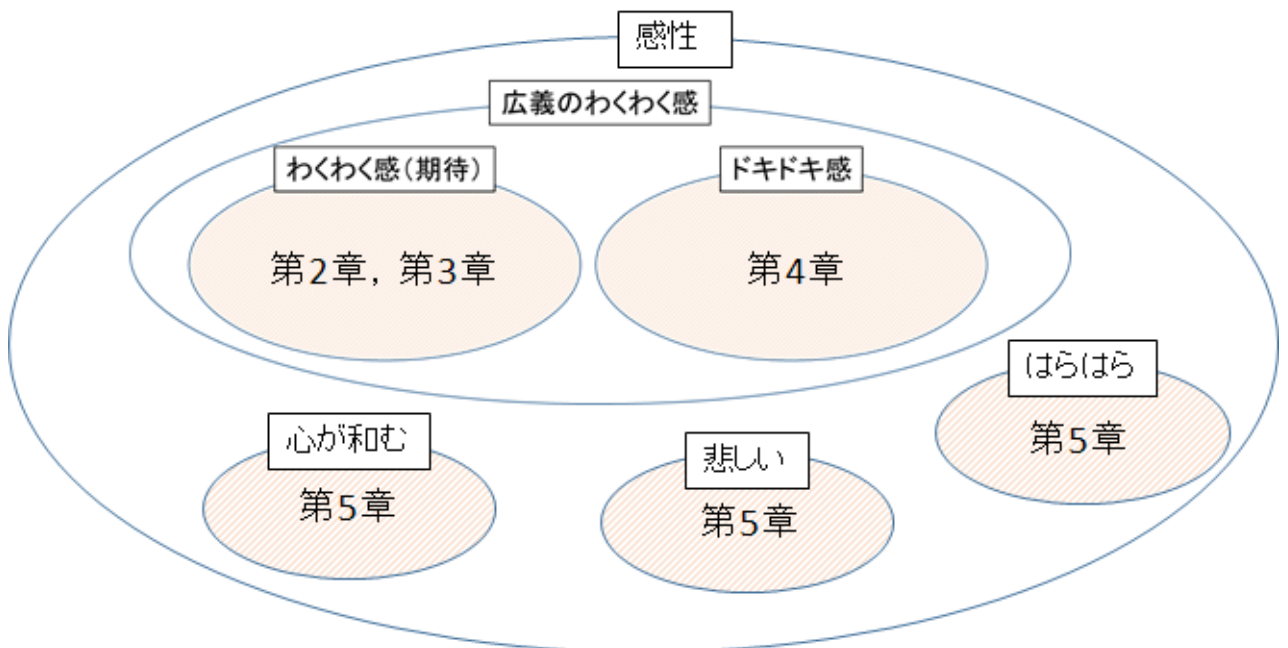 感性
広義のわくわく感
わくわく感(期待)
ドキドキ感
第2章，第3章
第4章
はらはら
第5章
心が和む
第5章
悲しい
第5章